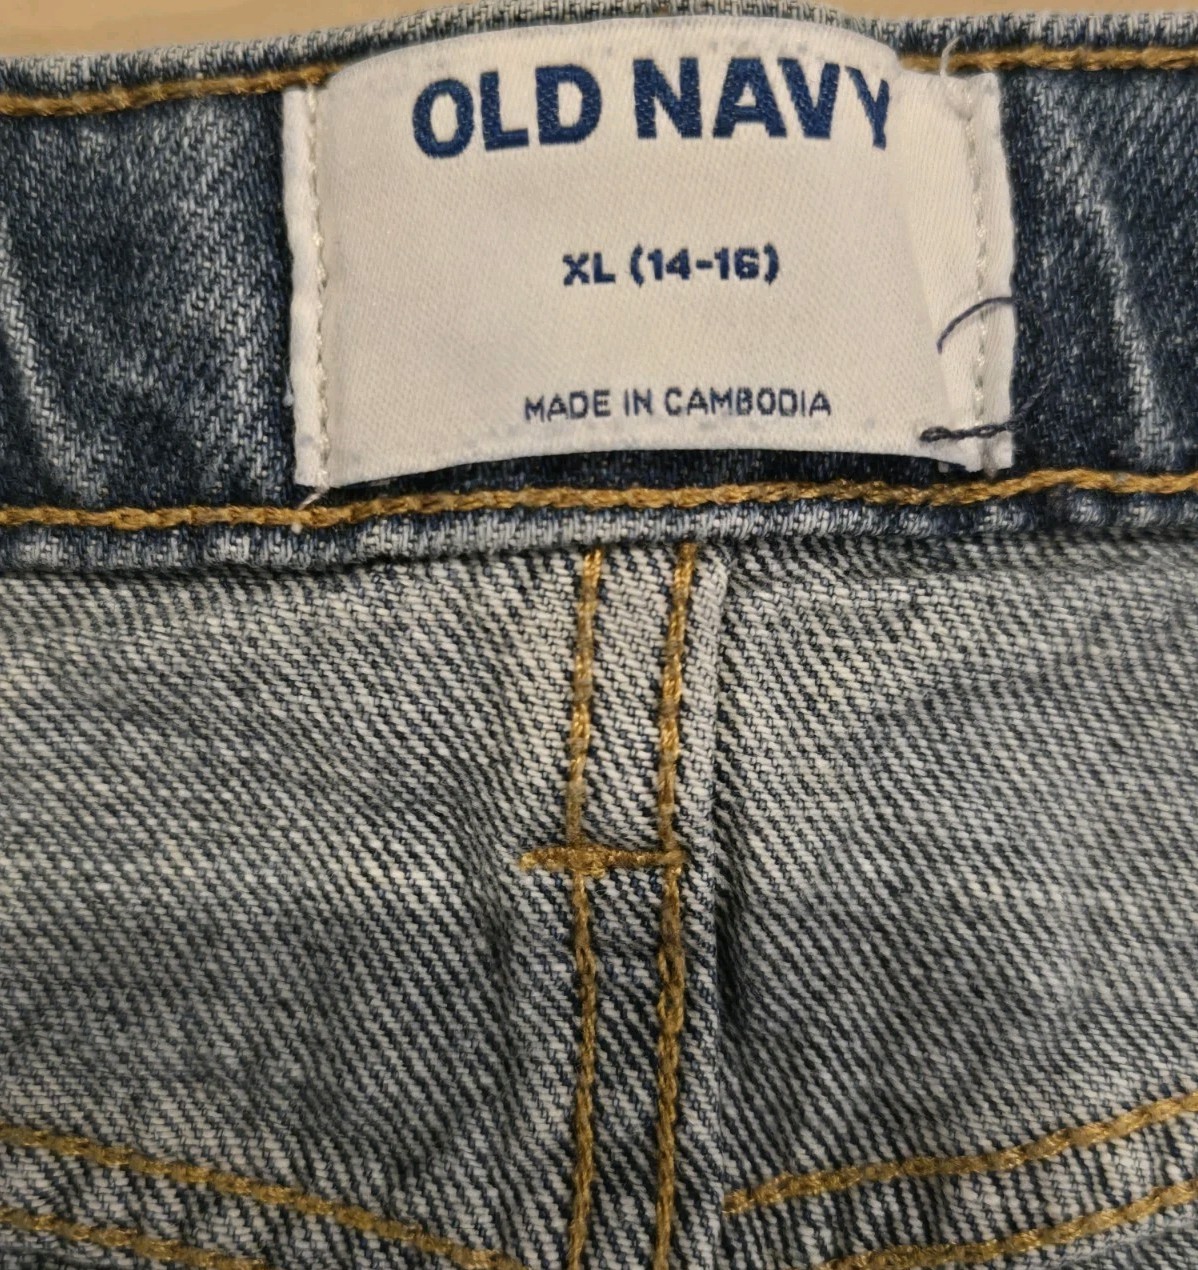 OLD NAVY
XL (14-16)
MADE IN CAMBODIA